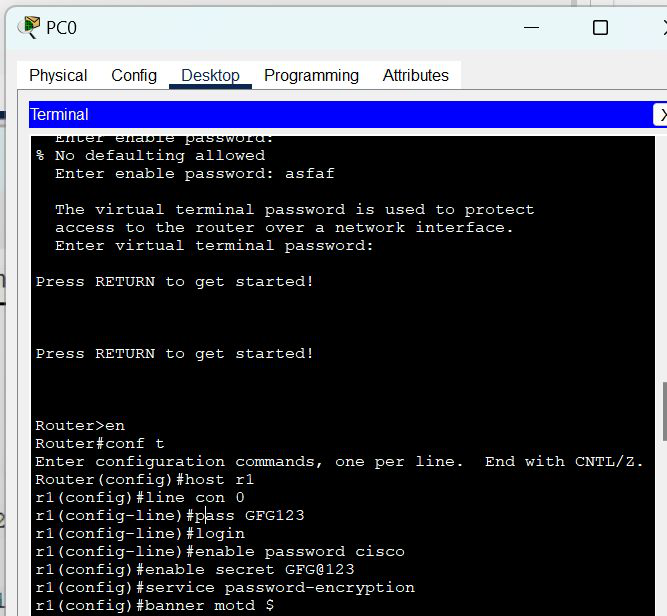 PC0
Physical Config Desktop Programming Attributes
Terminal
Enter enable password:
% No defaulting allowed
Enter enable password: asfaf
The virtual terminal password is used to protect
access to the router over a network interface.
Enter virtual terminal password:
Press RETURN to get started!
Press RETURN to get started!
Router>en
Router#conf t
Enter configuration commands, one per line.  End with CNTL/Z.
Router(config)#host r1
r1(config)#line con 0
r1(config-line)#pass GFG123
r1(config-line)#login
r1(config-line)#enable password cisco
r1(config)#enable secret GFG@123
r1(config)#service password-encryption
r1(config)#banner motd $